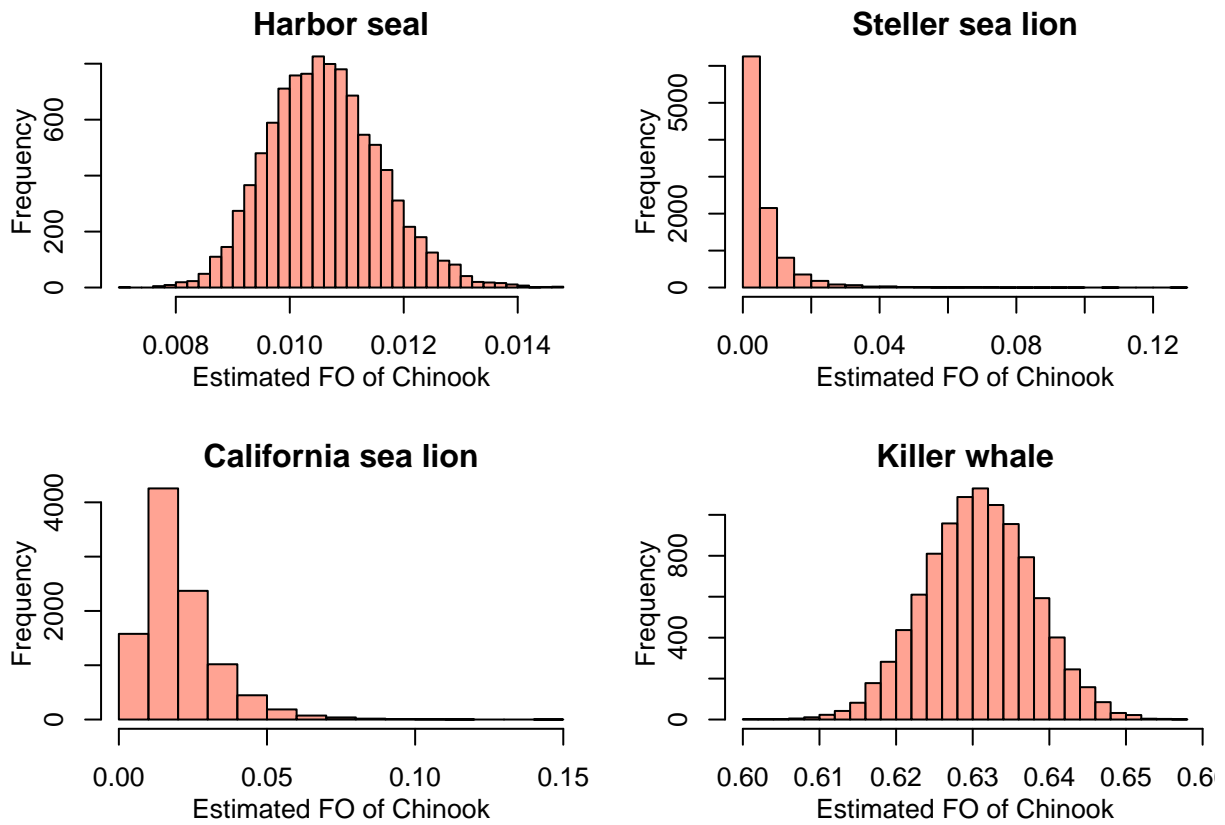 Harbor seal
Frequency
0 200 600
0.008 0.010 0.012 0.014
Estimated FO of Chinook
Steller sea lion
Frequency
0 2000 5000
0.00 0.04 0.08 0.12
Estimated FO of Chinook
California sea lion
Frequency
0 2000 4000
0.00 0.05 0.10 0.15
Estimated FO of Chinook
Killer whale
Frequency
0 400 800
0.60 0.61 0.62 0.63 0.64 0.65
Estimated FO of Chinook